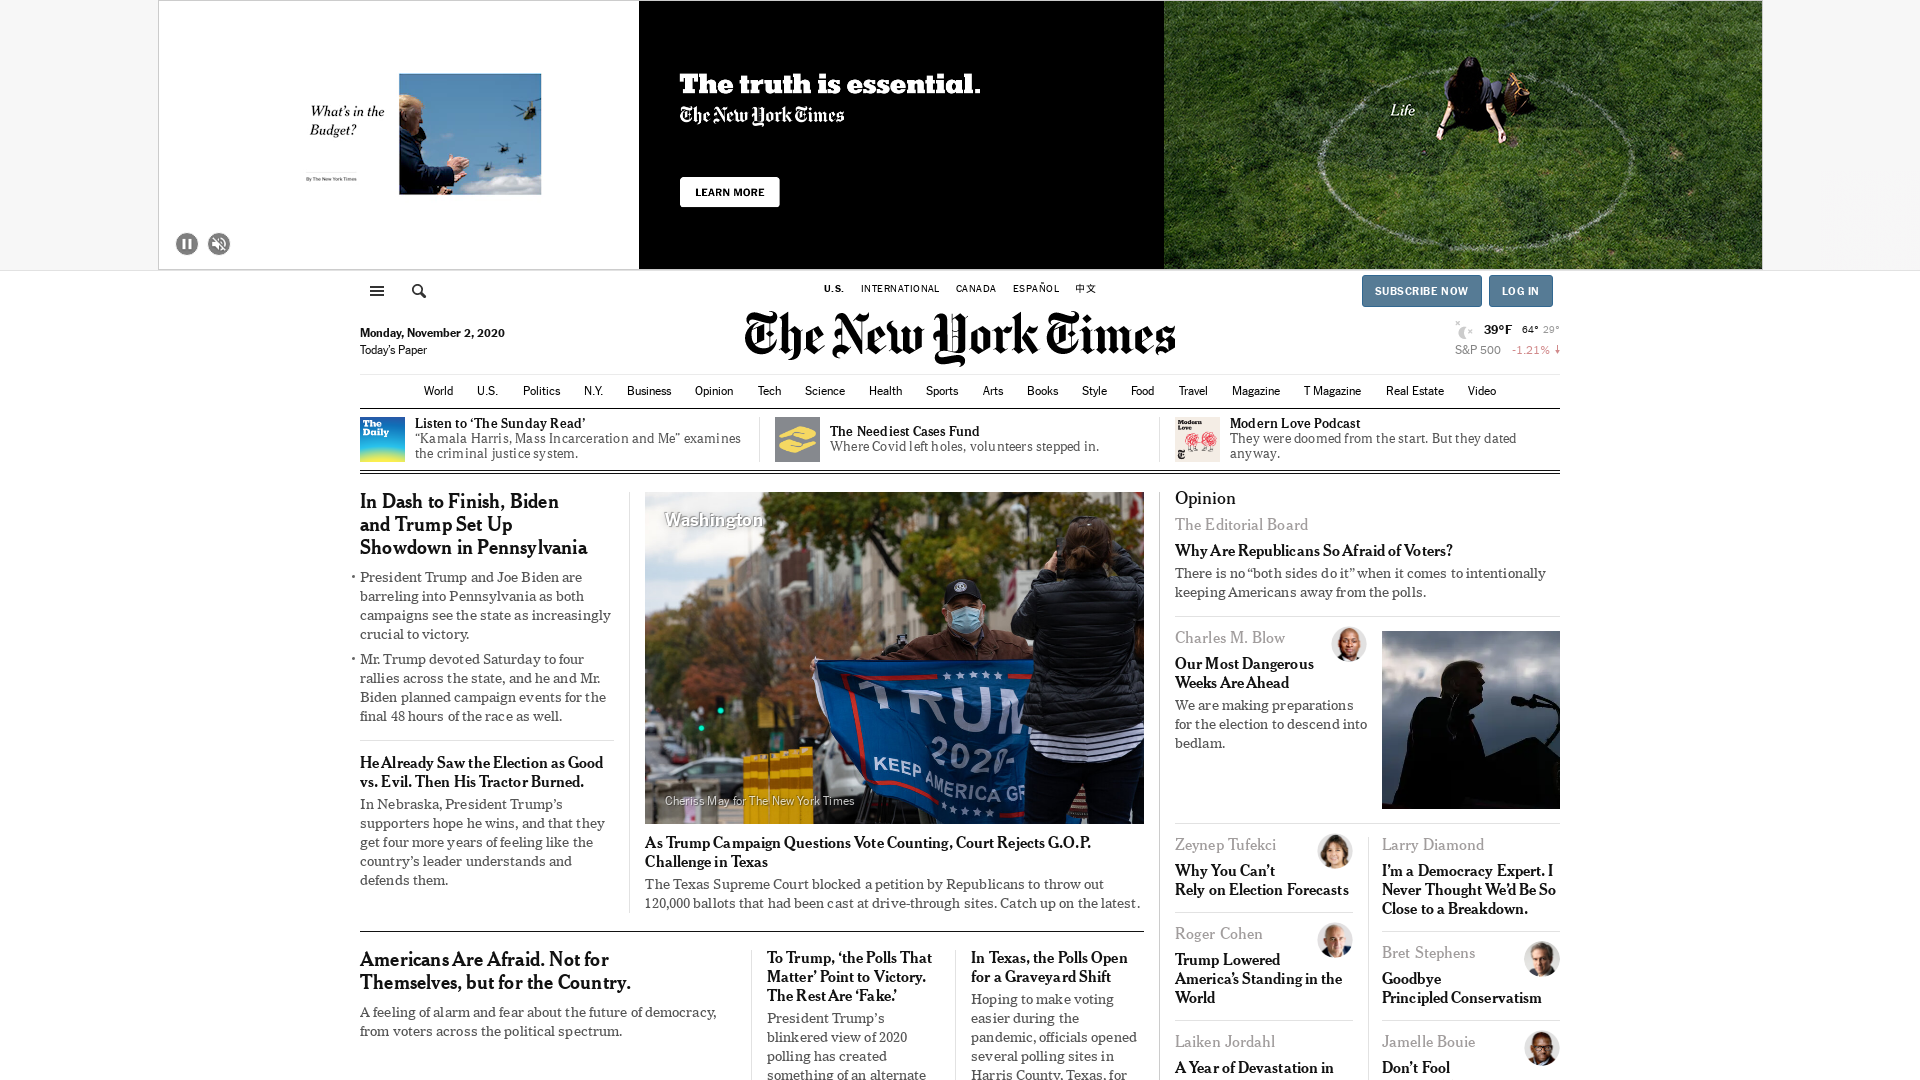 What's in the
Budget?
By The New York Times
The truth is essential.
The New York Times
LEARN MORE
Life
U.S. INTERNATIONAL CANADA ESPAÑOL 中文
SUBSCRIBE NOW LOG IN
Monday, November 2, 2020
Today's Paper
The New York Times
39°F 64° 29°
S&P 500 -1.21% ↓
World U.S. Politics N.Y. Business Opinion Tech Science Health Sports Arts Books Style Food Travel Magazine T Magazine Real Estate Video
The
Daily
Listen to ‘The Sunday Read’
“Kamala Harris, Mass Incarceration and Me” examines
the criminal justice system.
The Neediest Cases Fund
Where Covid left holes, volunteers stepped in.
Modern
Love
Modern Love Podcast
They were doomed from the start. But they dated
anyway.
In Dash to Finish, Biden
and Trump Set Up
Showdown in Pennsylvania
• President Trump and Joe Biden are
barreling into Pennsylvania as both
campaigns see the state as increasingly
crucial to victory.
• Mr. Trump devoted Saturday to four
rallies across the state, and he and Mr.
Biden planned campaign events for the
final 48 hours of the race as well.
He Already Saw the Election as Good
vs. Evil. Then His Tractor Burned.
In Nebraska, President Trump’s
supporters hope he wins, and that they
get four more years of feeling like the
country’s leader understands and
defends them.
Washington
TRUM
2020
KEEP AMERICA GR
Cheriss May for The New York Times
As Trump Campaign Questions Vote Counting, Court Rejects G.O.P.
Challenge in Texas
The Texas Supreme Court blocked a petition by Republicans to throw out
120,000 ballots that had been cast at drive-through sites. Catch up on the latest.
Americans Are Afraid. Not for
Themselves, but for the Country.
A feeling of alarm and fear about the future of democracy,
from voters across the political spectrum.
To Trump, ‘the Polls That
Matter’ Point to Victory.
The Rest Are ‘Fake.’
President Trump’s
blinkered view of 2020
polling has created
something of an alternate
In Texas, the Polls Open
for a Graveyard Shift
Hoping to make voting
easier during the
pandemic, officials opened
several polling sites in
Harris County, Texas, for
Opinion
The Editorial Board
Why Are Republicans So Afraid of Voters?
There is no “both sides do it” when it comes to intentionally
keeping Americans away from the polls.
Charles M. Blow
Our Most Dangerous
Weeks Are Ahead
We are making preparations
for the election to descend into
bedlam.
Zeynep Tufekci
Why You Can’t
Rely on Election Forecasts
Roger Cohen
Trump Lowered
America’s Standing in the
World
Laiken Jordahl
A Year of Devastation in
Larry Diamond
I’m a Democracy Expert. I
Never Thought We’d Be So
Close to a Breakdown.
Bret Stephens
Goodbye
Principled Conservatism
Jamelle Bouie
Don’t Fool